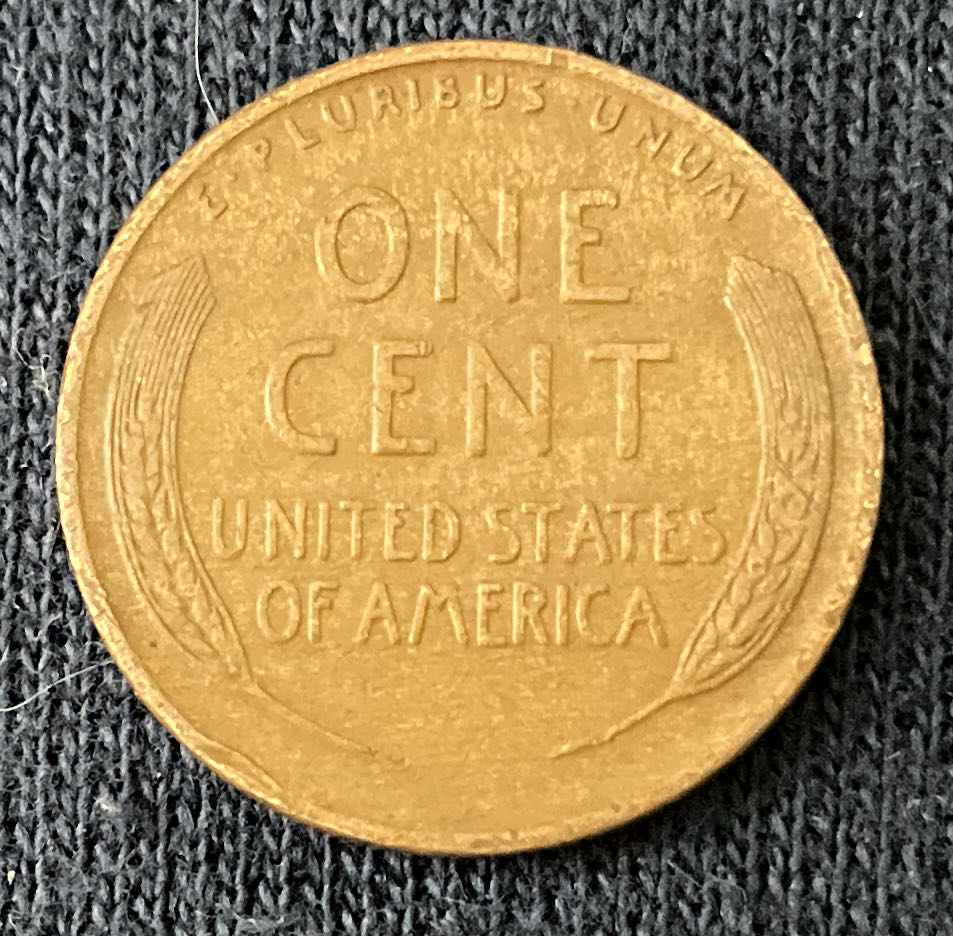 E·PLURIBUS·UNUM
ONE
CENT
UNITED STATES
OF AMERICA